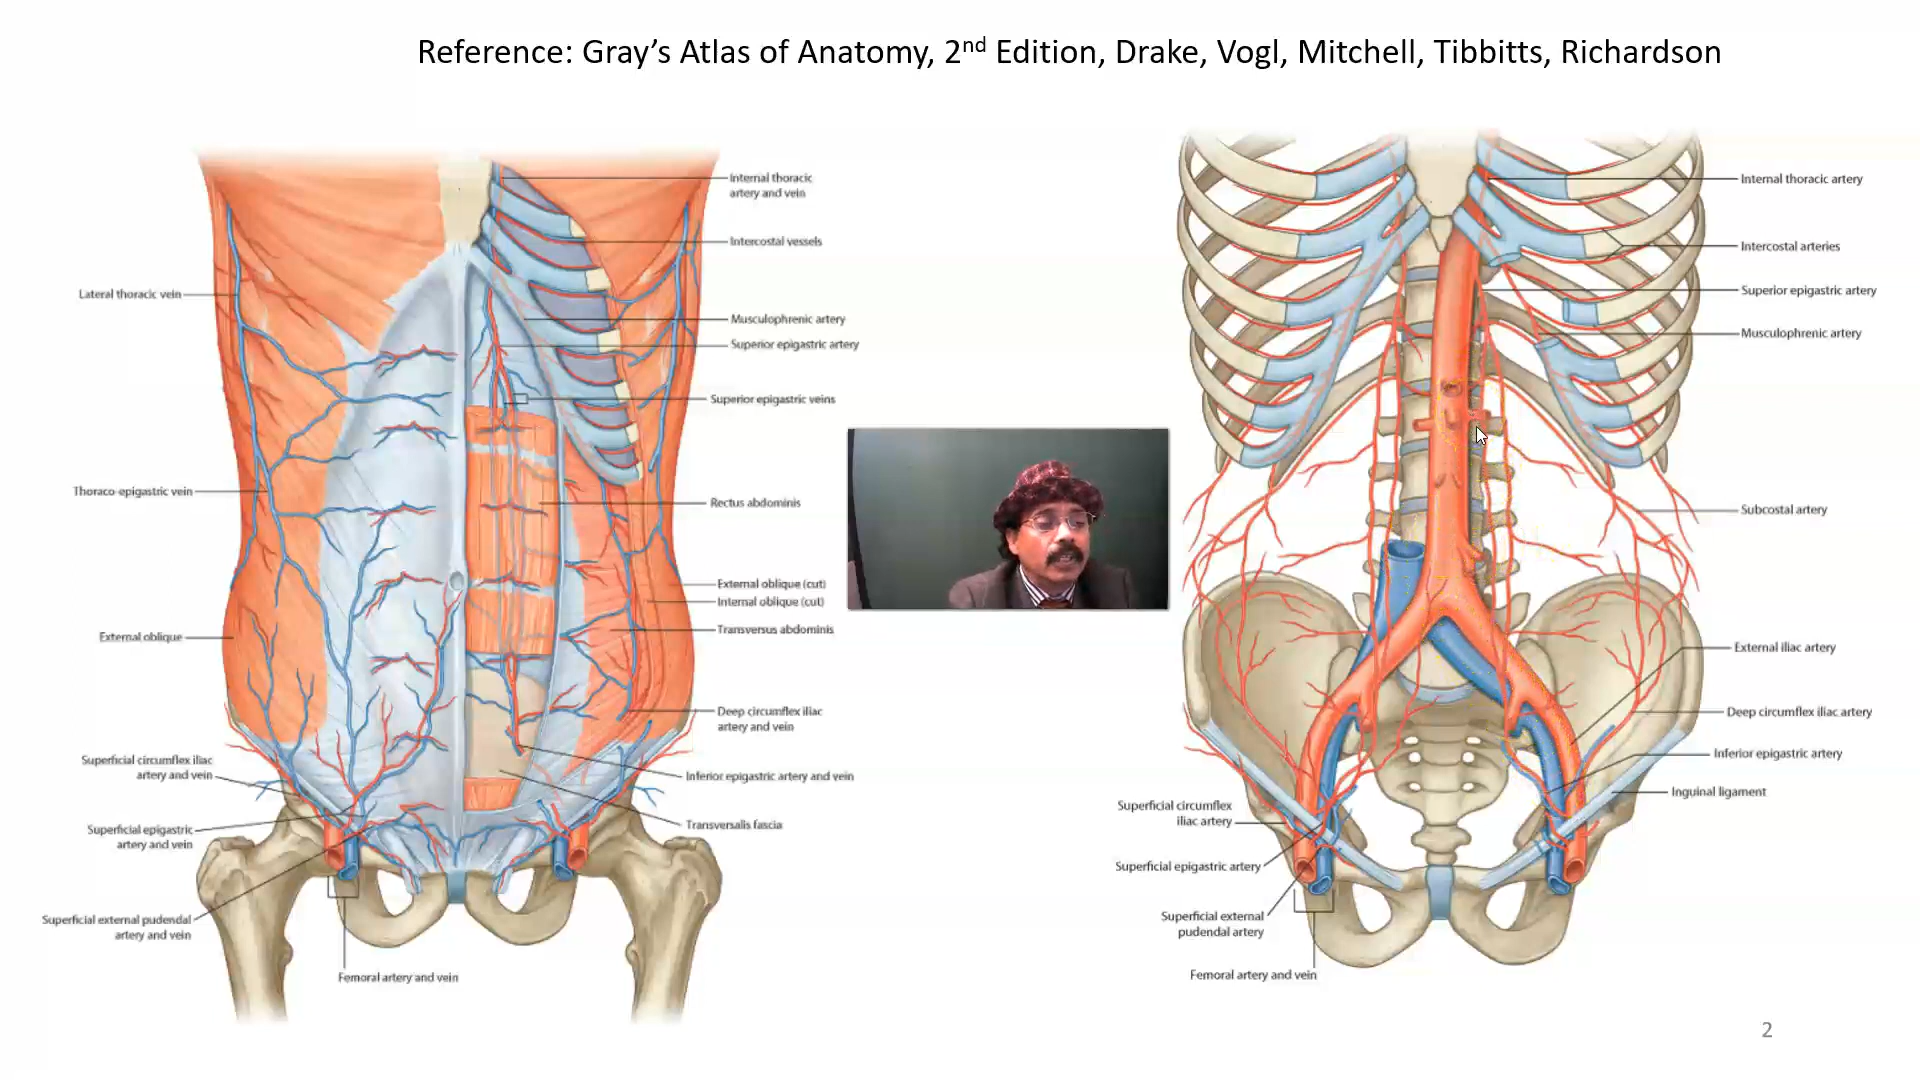 Reference: Gray’s Atlas of Anatomy, 2nd Edition, Drake, Vogl, Mitchell, Tibbitts, Richardson
Internal thoracic
artery and vein
Intercostal vessels
Lateral thoracic vein
Musculophrenic artery
Superior epigastric artery
Superior epigastric veins
Thoraco epigastric vein
Rectus abdominis
External oblique (cut)
Internal oblique (cut)
Transversus abdominis
External oblique
Deep circumflex iliac
artery and vein
Superficial circumflex iliac
artery and vein
Inferior epigastric artery and vein
Superficial epigastric
artery and vein
Transversalis fascia
Superficial external pudendal
artery and vein
Femoral artery and vein
Internal thoracic artery
Intercostal arteries
Superior epigastric artery
Musculophrenic artery
Subcostal artery
External iliac artery
Deep circumflex iliac artery
Inferior epigastric artery
Inguinal ligament
Superficial circumflex
iliac artery
Superficial epigastric artery
Superficial external
pudendal artery
Femoral artery and vein
2